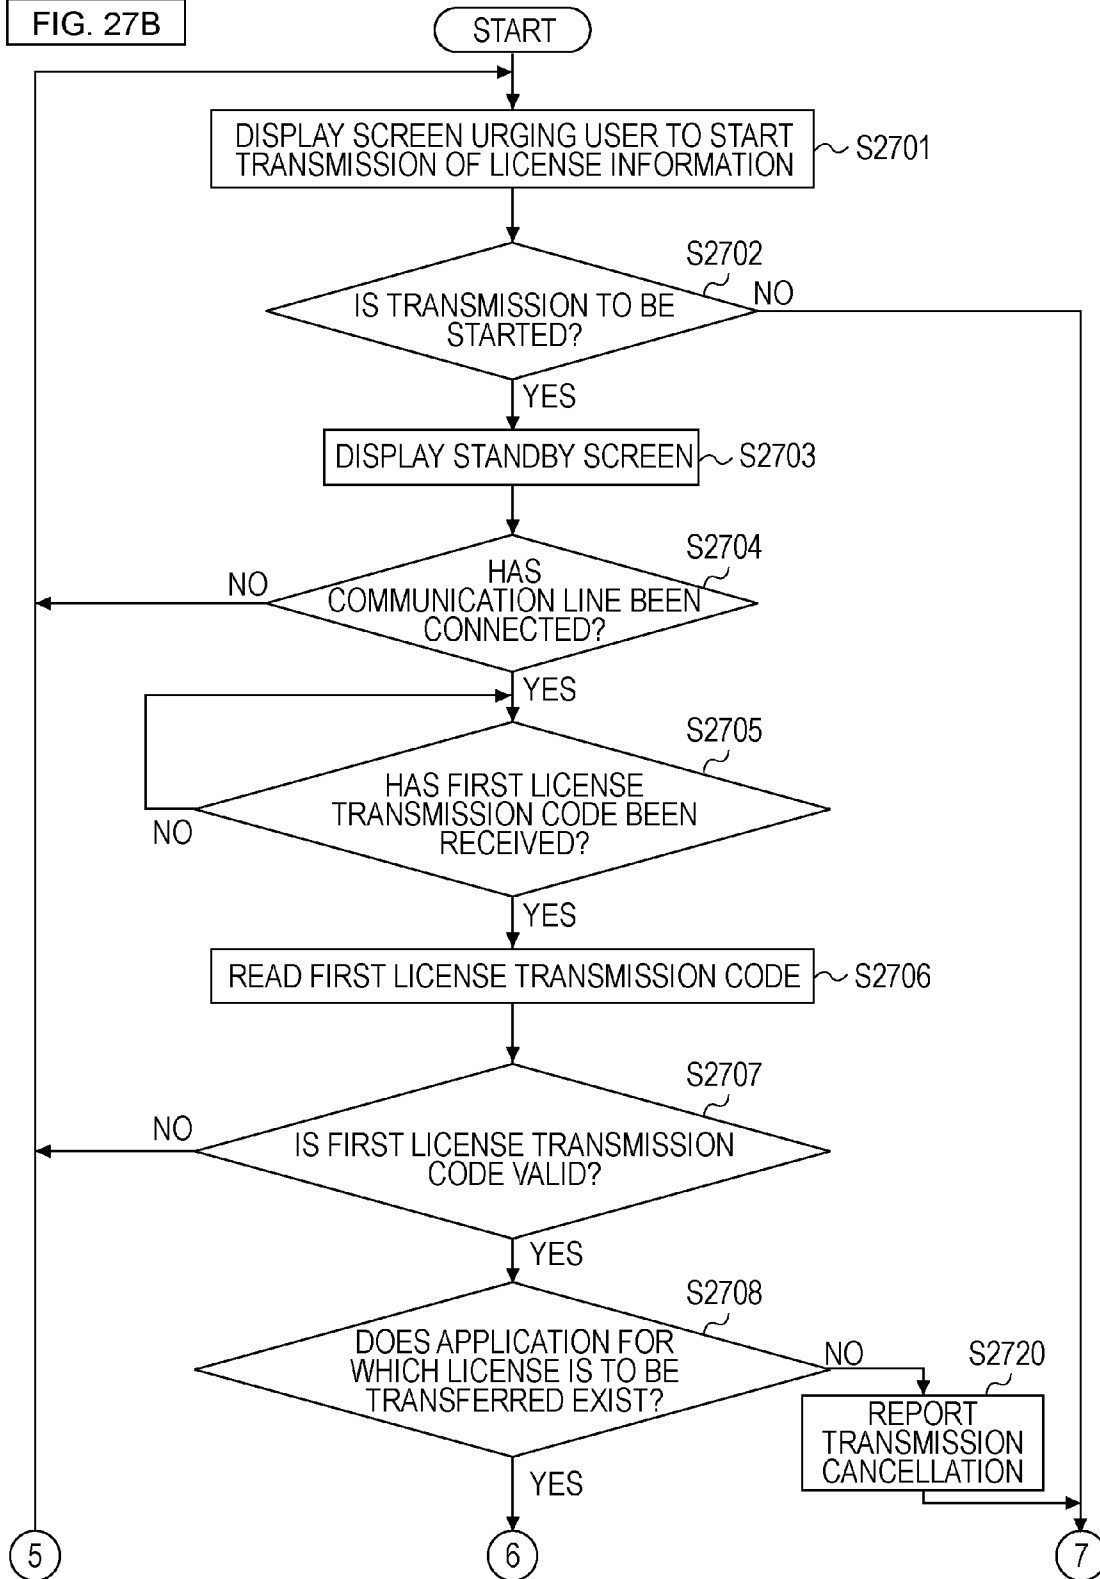 FIG. 27B
START
DISPLAY SCREEN URGING USER TO START
TRANSMISSION OF LICENSE INFORMATION
S2701
S2702
IS TRANSMISSION TO BE
STARTED?
NO
YES
DISPLAY STANDBY SCREEN
S2703
S2704
HAS
COMMUNICATION LINE BEEN
CONNECTED?
NO
YES
S2705
HAS FIRST LICENSE
TRANSMISSION CODE BEEN
RECEIVED?
NO
YES
READ FIRST LICENSE TRANSMISSION CODE
S2706
S2707
IS FIRST LICENSE TRANSMISSION
CODE VALID?
NO
YES
S2708
DOES APPLICATION FOR
WHICH LICENSE IS TO BE
TRANSFERRED EXIST?
NO
YES
S2720
REPORT
TRANSMISSION
CANCELLATION
5
6
7